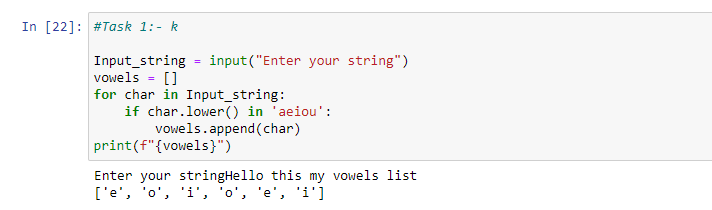 In [22]: #Task 1:- k
Input_string = input("Enter your string")
vowels = []
for char in Input_string:
    if char.lower() in 'aeiou':
        vowels.append(char)
print(f"{vowels}")
Enter your stringHello this my vowels list
['e', 'o', 'i', 'o', 'e', 'i']